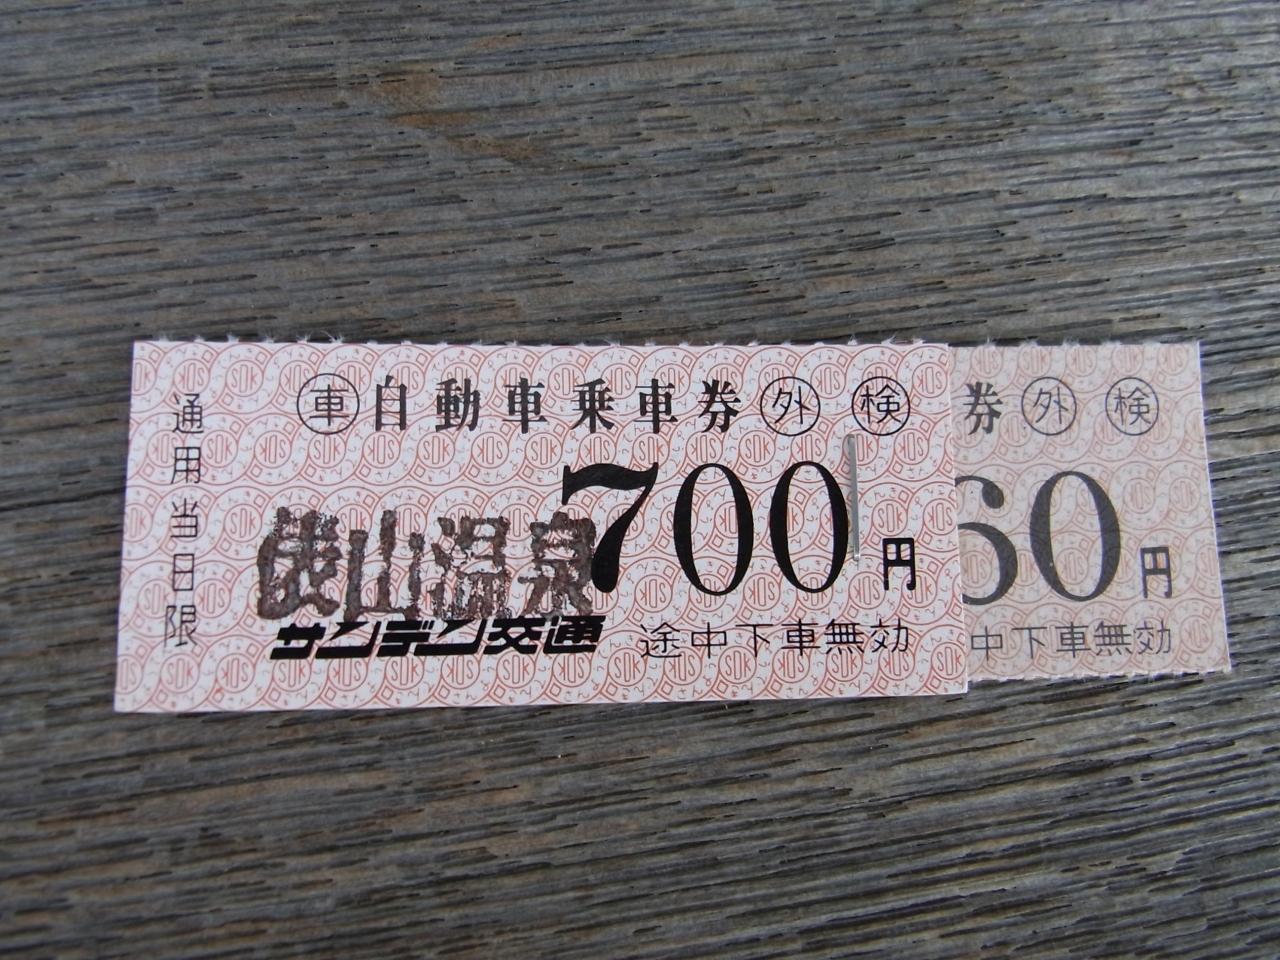 ㊋車自動車乗車券 外 検
通用当日限
700円
俵山温泉
サンデン交通
途中下車無効
券 外 検
60円
中下車無効